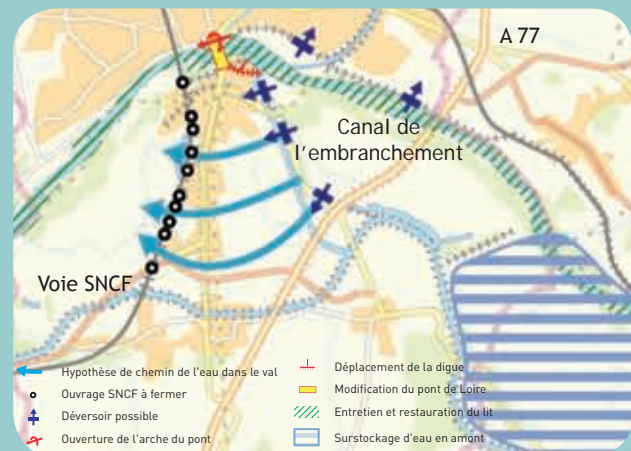 A 77
Canal de
l'embranchement
Voie SNCF
Hypothèse de chemin de l'eau dans le val
Ouvrage SNCF à fermer
Déversoir possible
Ouverture de l'arche du pont
Déplacement de la digue
Modification du pont de Loire
Entretien et restauration du lit
Surstockage d'eau en amont